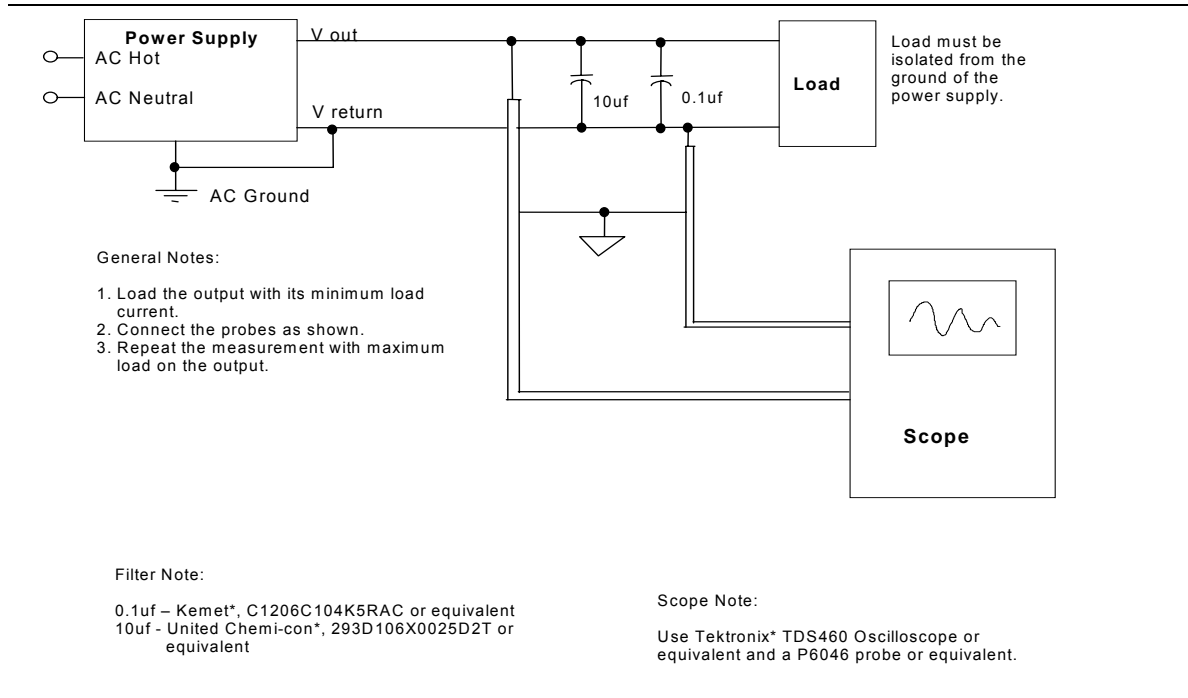 Power Supply
AC Hot
AC Neutral
V out
V return
AC Ground
10uf
0.1uf
Load
Load must be
isolated from the
ground of the
power supply.
General Notes:
1. Load the output with its minimum load
current.
2. Connect the probes as shown.
3. Repeat the measurement with maximum
load on the output.
Scope
Filter Note:
0.1uf – Kemet*, C1206C104K5RAC or equivalent
10uf - United Chemi-con*, 293D106X0025D2T or
equivalent
Scope Note:
Use Tektronix* TDS460 Oscilloscope or
equivalent and a P6046 probe or equivalent.